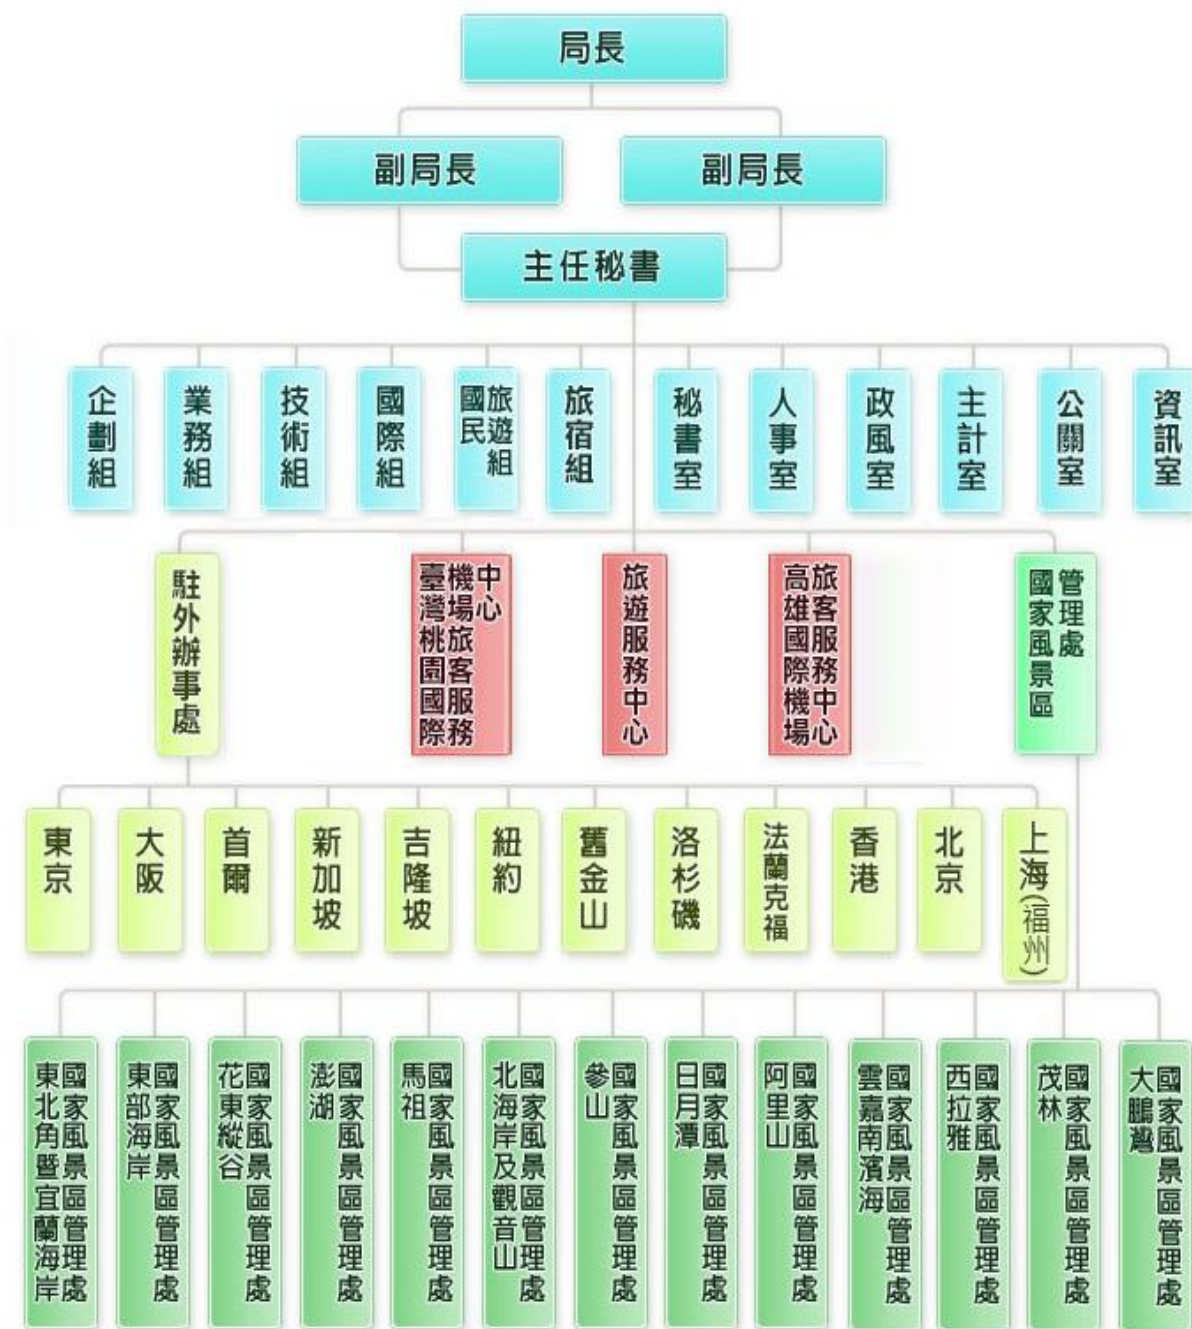 局長
副局長
副局長
主任秘書
企劃組
業務組
技術組
國際組
國民
旅遊組
旅宿組
秘書室
人事室
政風室
主計室
公關室
資訊室
駐外辦事處
臺灣桃園國際
機場旅客服務
中心
旅遊服務中心
高雄國際機場
旅客服務中心
國家風景區
管理處
東京
大阪
首爾
新加坡
吉隆坡
紐約
舊金山
洛杉磯
法蘭克福
香港
北京
上海(福州)
東北角暨宜蘭海岸
國家風景區管理處
東部海岸
國家風景區管理處
花東縱谷
國家風景區管理處
澎湖
國家風景區管理處
馬祖
國家風景區管理處
北海岸及觀音山
國家風景區管理處
參山
國家風景區管理處
日月潭
國家風景區管理處
阿里山
國家風景區管理處
雲嘉南濱海
國家風景區管理處
西拉雅
國家風景區管理處
茂林
國家風景區管理處
大鵬灣
國家風景區管理處